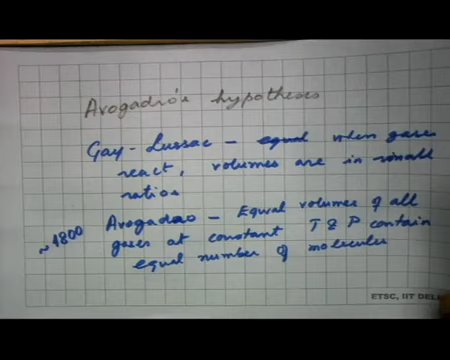 Avogadro's hypothesis
Gay-Lussac - equal when gases
react, volumes are in small
ratios
~1800 Avogadro - Equal volumes of all
gases at constant T & P contain
equal number of molecules
ETSC, IIT DEL